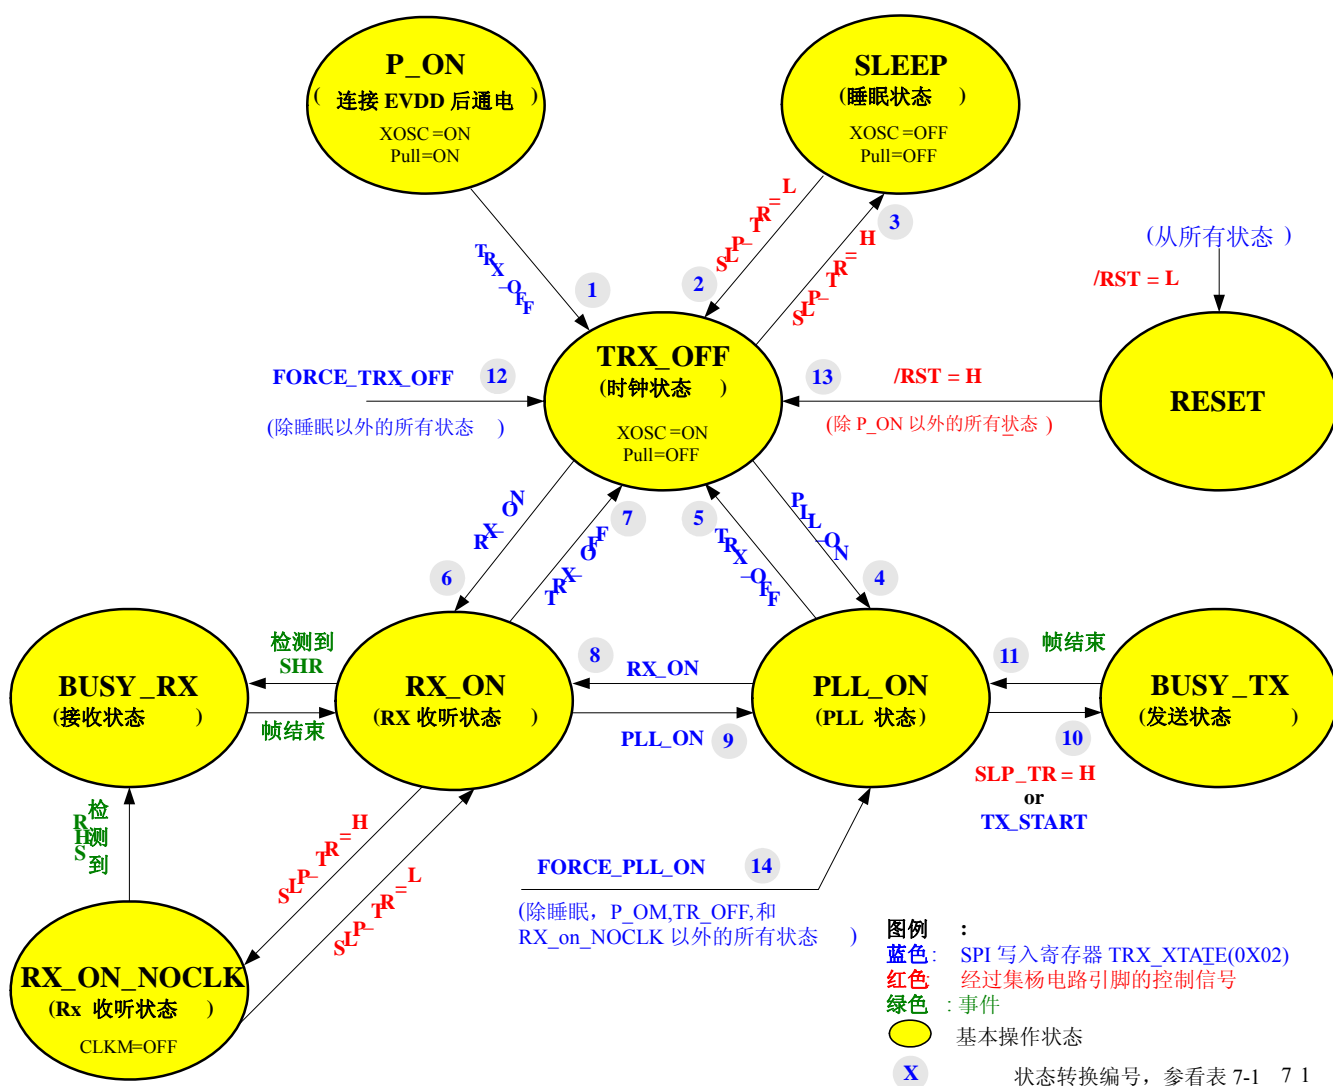 P_ON
( 连接 EVDD 后通电 )
XOSC=ON
Pull=ON
SLEEP
(睡眠状态 )
XOSC=OFF
Pull=OFF
TRX_OFF
1
SLP_TR=L
2
SLP_TR=H
3
(从所有状态 )
/RST = L
RESET
TRX_OFF
(时钟状态 )
XOSC=ON
Pull=OFF
FORCE_TRX_OFF 12
(除睡眠以外的所有状态 )
13 /RST = H
(除 P_ON 以外的所有状态 )
RX_ON
6
TRX_OFF
7
TRX_OFF
5
PLL_ON
4
BUSY_RX
(接收状态 )
检测到
SHR
帧结束
RX_ON
(RX 收听状态 )
8
RX_ON
PLL_ON 9
PLL_ON
(PLL 状态)
11 帧结束
10
SLP_TR = H
or
TX_START
BUSY_TX
(发送状态 )
检测到
SHR
SLP_TR=H
SLP_TR=L
FORCE_PLL_ON 14
(除睡眠，P_OM,TR_OFF,和
RX_on_NOCLK 以外的所有状态 )
RX_ON_NOCLK
(Rx 收听状态 )
CLKM=OFF
图例 :
蓝色: SPI 写入寄存器 TRX_XTATE(0X02)
红色: 经过集杨电路引脚的控制信号
绿色 : 事件
基本操作状态
X 状态转换编号，参看表 7-1 7 1